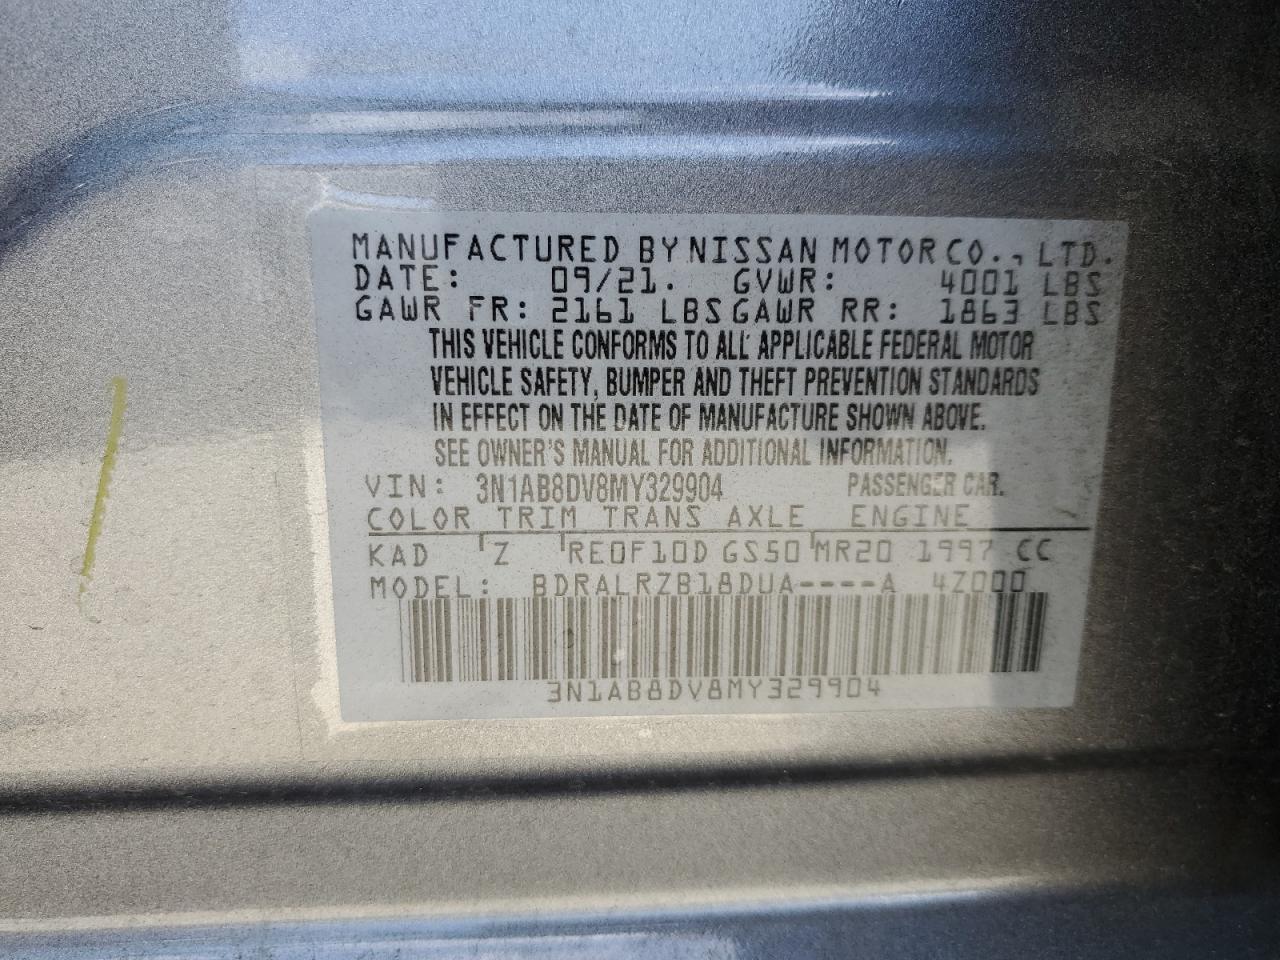 MANUFACTURED BY NISSAN MOTOR CO., LTD.
DATE: 09/21. GVWR: 4001 LBS
GAWR FR: 2161 LBS GAWR RR: 1863 LBS
THIS VEHICLE CONFORMS TO ALL APPLICABLE FEDERAL MOTOR
VEHICLE SAFETY, BUMPER AND THEFT PREVENTION STANDARDS
IN EFFECT ON THE DATE OF MANUFACTURE SHOWN ABOVE.
SEE OWNER'S MANUAL FOR ADDITIONAL INFORMATION.
VIN: 3N1AB8DV8MY329904 PASSENGER CAR.
COLOR TRIM TRANS AXLE ENGINE
KAD Z RE0F10D GS50 MR20 1997 CC
MODEL: BDRALRZB18DUA----A 4Z000
3N1AB8DV8MY329904